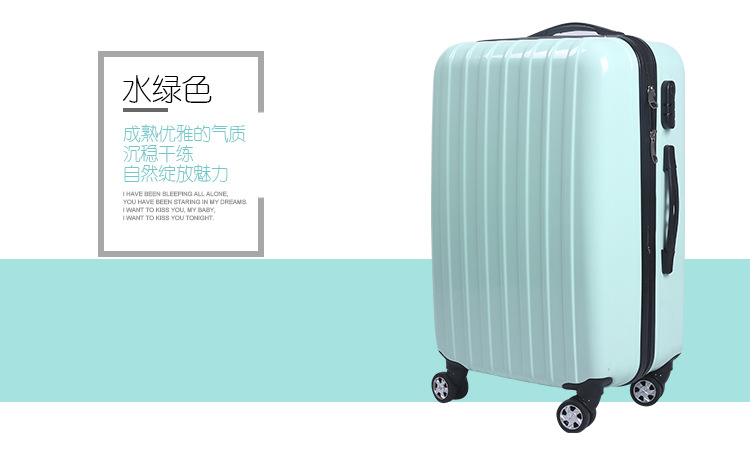 水绿色
成熟优雅的气质
沉稳干练
自然绽放魅力
I HAVE BEEN SLEEPING ALL ALONE,
YOU HAVE BEEN STARING IN MY DREAMS.
I WANT TO KISS YOU, MY BABY,
I WANT TO KISS YOU TONIGHT.